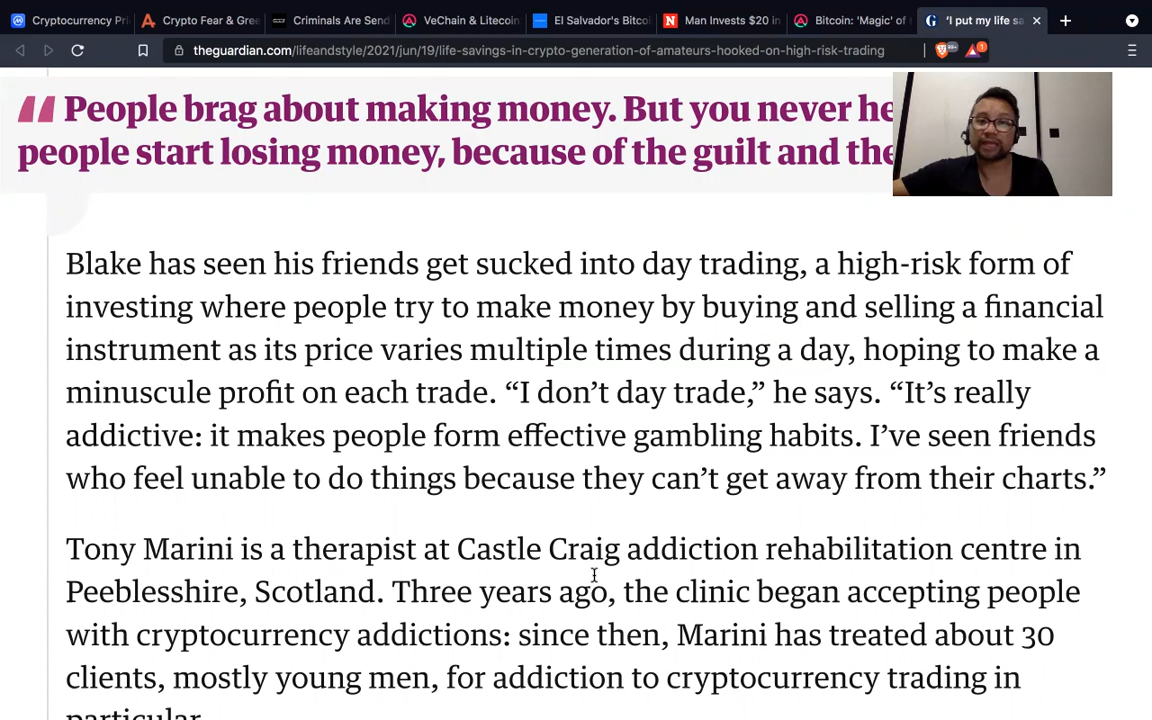 Cryptocurrency Pri
Crypto Fear & Gre
Criminals Are Send
VeChain & Litecoin
El Salvador's Bitco
Man Invests $20 in
Bitcoin: 'Magic' of
'I put my life sa
theguardian.com/lifeandstyle/2021/jun/19/life-savings-in-crypto-generation-of-amateurs-hooked-on-high-risk-trading
99+
1
People brag about making money. But you never he
people start losing money, because of the guilt and the
Blake has seen his friends get sucked into day trading, a high-risk form of
investing where people try to make money by buying and selling a financial
instrument as its price varies multiple times during a day, hoping to make a
minuscule profit on each trade. “I don’t day trade,” he says. “It’s really
addictive: it makes people form effective gambling habits. I’ve seen friends
who feel unable to do things because they can’t get away from their charts.”
Tony Marini is a therapist at Castle Craig addiction rehabilitation centre in
Peeblesshire, Scotland. Three years ago, the clinic began accepting people
with cryptocurrency addictions: since then, Marini has treated about 30
clients, mostly young men, for addiction to cryptocurrency trading in
particular.